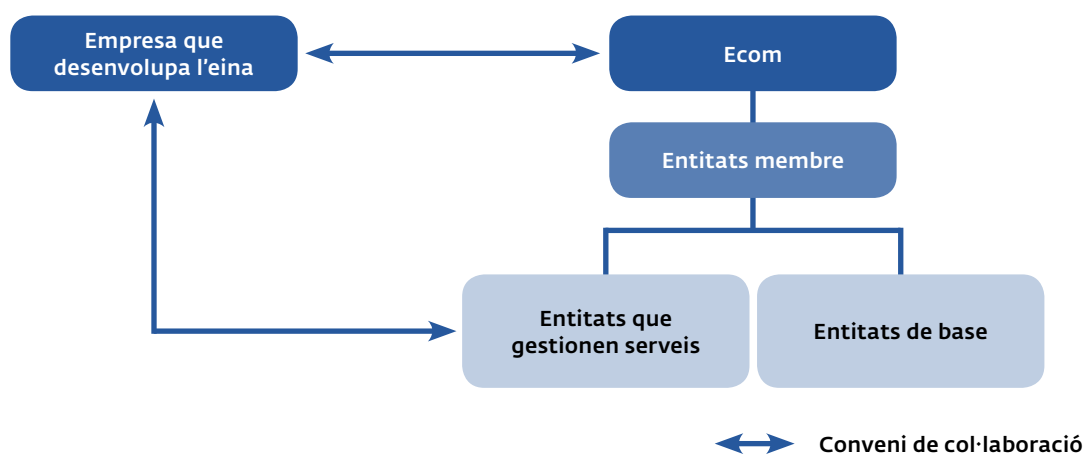 Empresa que
desenvolupa l'eina
Ecom
Entitats membre
Entitats que
gestionen serveis
Entitats de base
Conveni de col·laboració